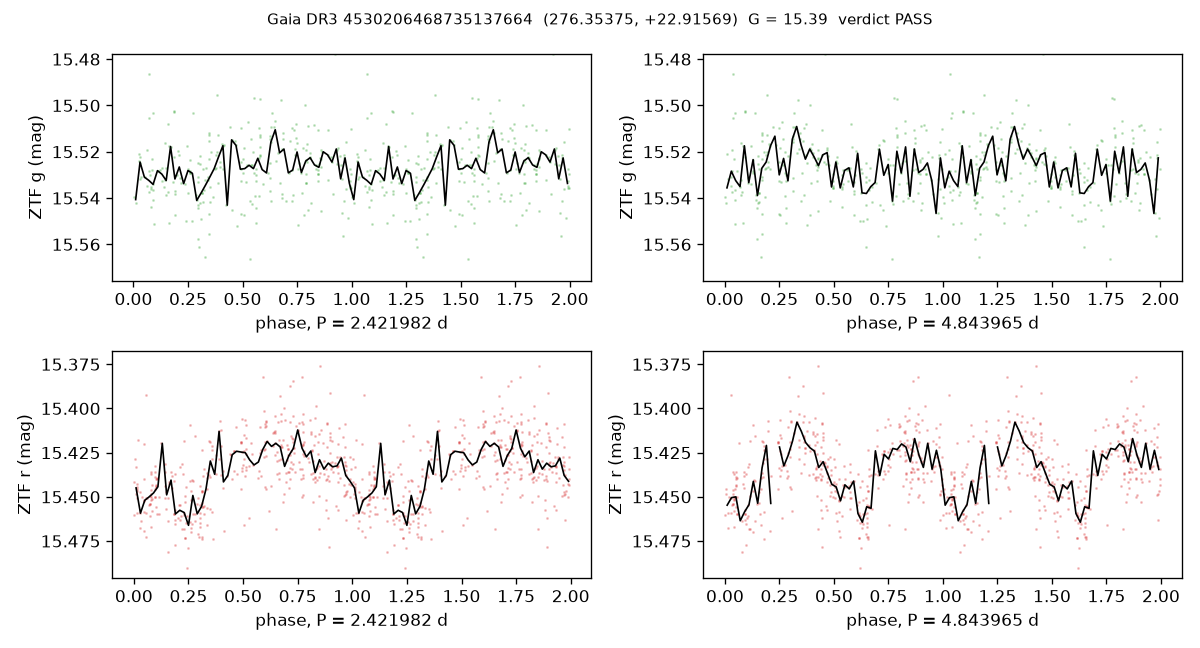 Gaia DR3 4530206468735137664 (276.35375, +22.91569) G = 15.39 verdict PASS
15.48
15.50
15.52
15.54
15.56
ZTF g (mag)
0.00 0.25 0.50 0.75 1.00 1.25 1.50 1.75 2.00
phase, P = 2.421982 d
15.48
15.50
15.52
15.54
15.56
ZTF g (mag)
0.00 0.25 0.50 0.75 1.00 1.25 1.50 1.75 2.00
phase, P = 4.843965 d
15.375
15.400
15.425
15.450
15.475
ZTF r (mag)
0.00 0.25 0.50 0.75 1.00 1.25 1.50 1.75 2.00
phase, P = 2.421982 d
15.375
15.400
15.425
15.450
15.475
ZTF r (mag)
0.00 0.25 0.50 0.75 1.00 1.25 1.50 1.75 2.00
phase, P = 4.843965 d